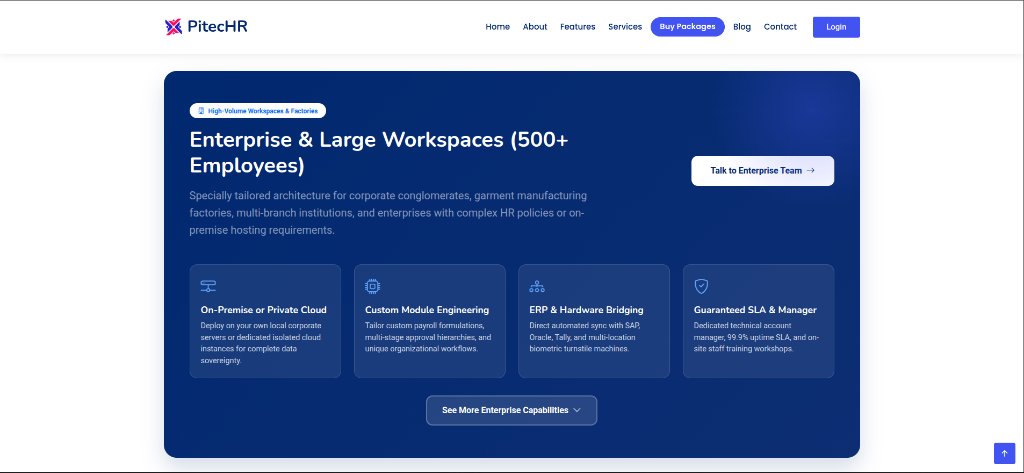 PitecHR
Home
About
Features
Services
Buy Packages
Blog
Contact
Login
High-Volume Workspaces & Factories
Enterprise & Large Workspaces (500+
Employees)
Specially tailored architecture for corporate conglomerates, garment manufacturing
factories, multi-branch institutions, and enterprises with complex HR policies or on-
premise hosting requirements.
Talk to Enterprise Team →
On-Premise or Private Cloud
Deploy on your own local corporate
servers or dedicated isolated cloud
instances for complete data
sovereignty.
Custom Module Engineering
Tailor custom payroll formulations,
multi-stage approval hierarchies, and
unique organizational workflows.
ERP & Hardware Bridging
Direct automated sync with SAP,
Oracle, Tally, and multi-location
biometric turnstile machines.
Guaranteed SLA & Manager
Dedicated technical account
manager, 99.9% uptime SLA, and on-
site staff training workshops.
See More Enterprise Capabilities